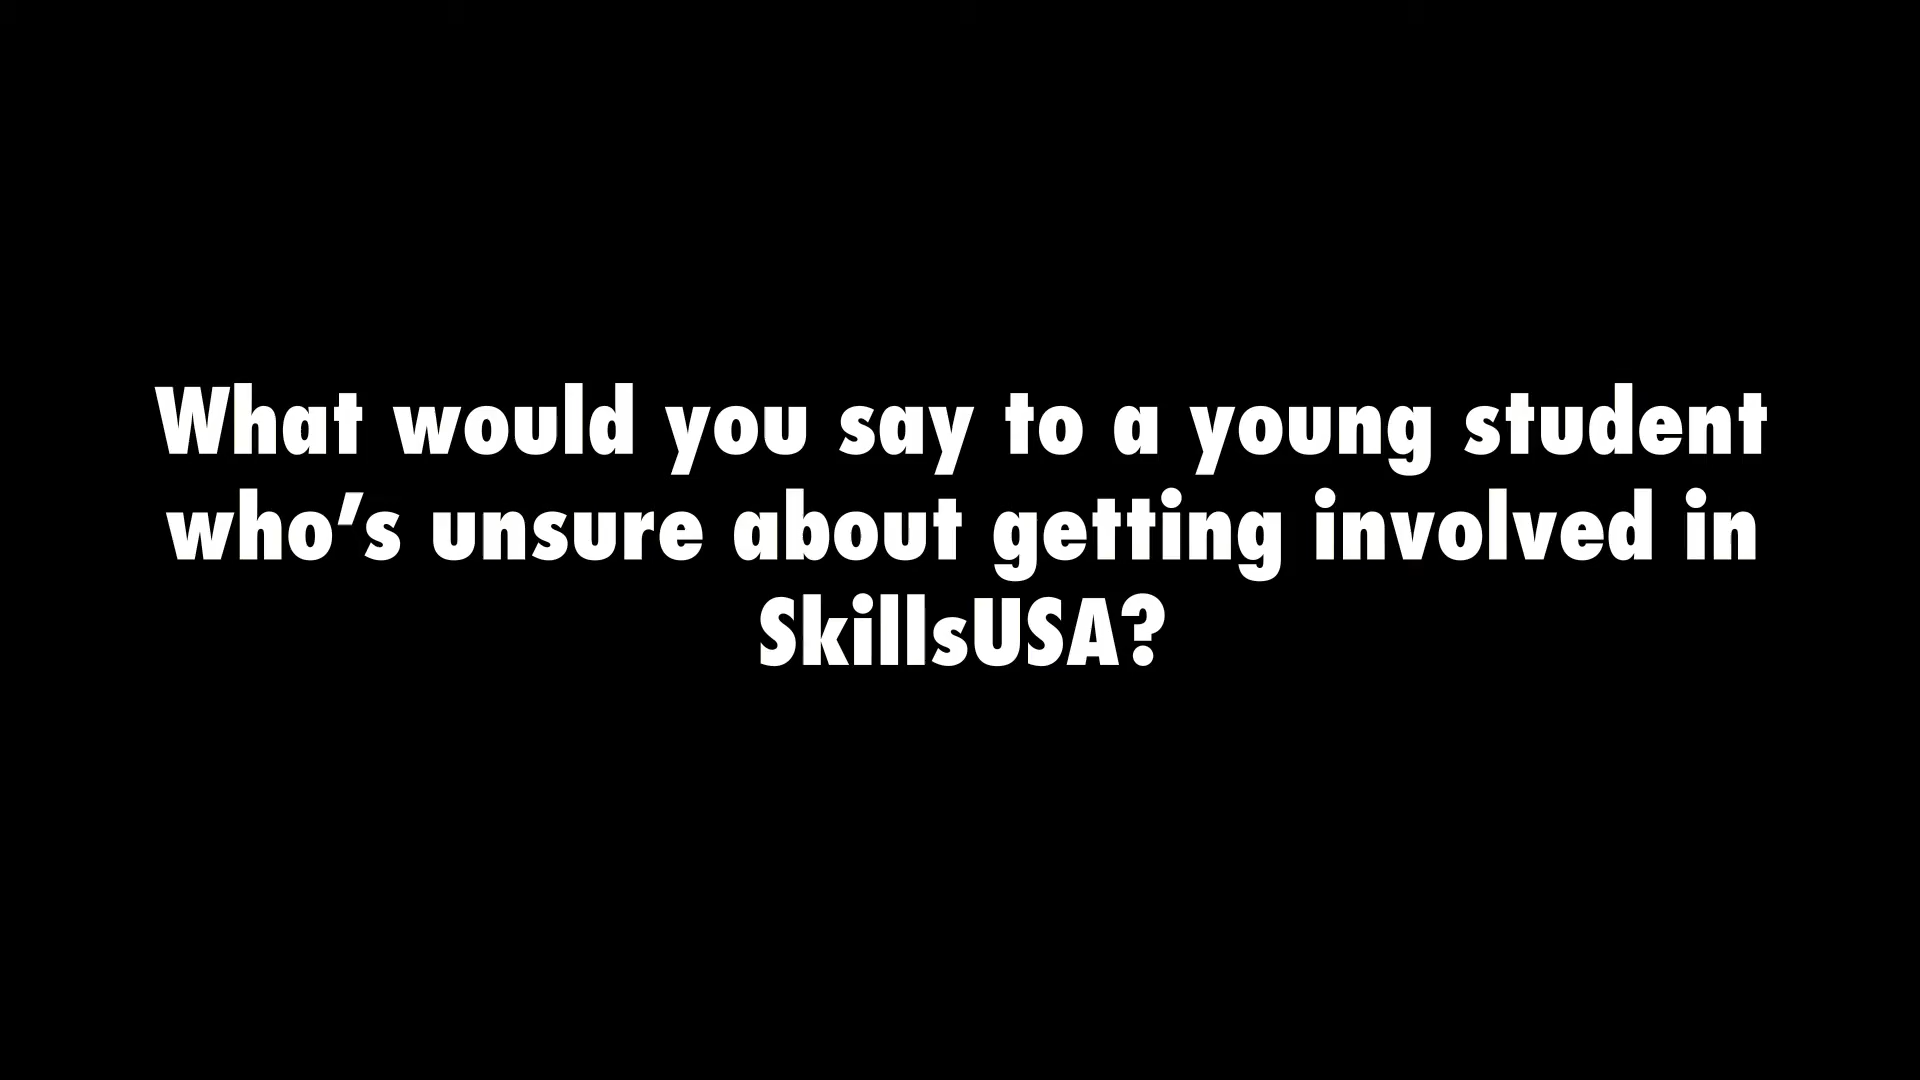 What would you say to a young student
who’s unsure about getting involved in
SkillsUSA?